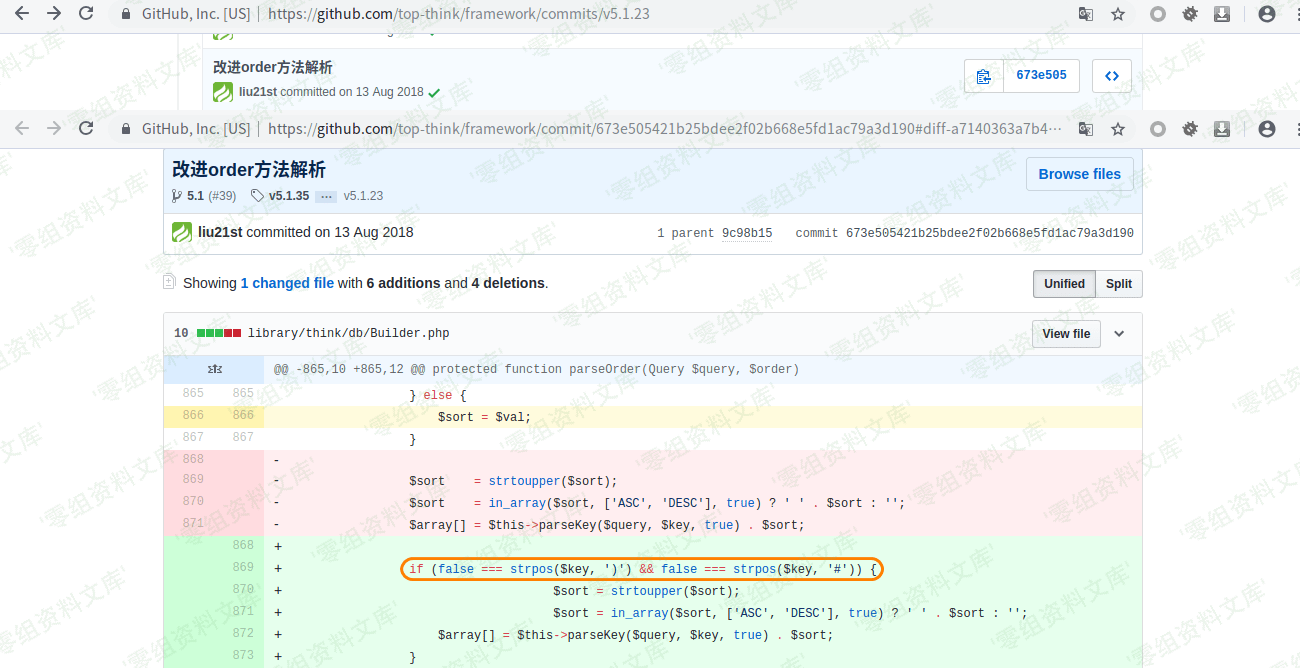 GitHub, Inc. [US] | https://github.com/top-think/framework/commits/v5.1.23
改进order方法解析
liu21st committed on 13 Aug 2018
673e505
GitHub, Inc. [US] | https://github.com/top-think/framework/commit/673e505421b25bdee2f02b668e5fd1ac79a3d190#diff-a7140363a7b4…
改进order方法解析
Browse files
5.1 (#39) v5.1.35 … v5.1.23
liu21st committed on 13 Aug 2018
1 parent 9c98b15 commit 673e505421b25bdee2f02b668e5fd1ac79a3d190
Showing 1 changed file with 6 additions and 4 deletions.
Unified Split
10 library/think/db/Builder.php
View file
@@ -865,10 +865,12 @@ protected function parseOrder(Query $query, $order)
865 865 } else {
866 866 $sort = $val;
867 867 }
868 -
869 - $sort = strtoupper($sort);
870 - $sort = in_array($sort, ['ASC', 'DESC'], true) ? ' ' . $sort : '';
871 - $array[] = $this->parseKey($query, $key, true) . $sort;
868 +
869 + if (false === strpos($key, ')') && false === strpos($key, '#')) {
870 + $sort = strtoupper($sort);
871 + $sort = in_array($sort, ['ASC', 'DESC'], true) ? ' ' . $sort : '';
872 + $array[] = $this->parseKey($query, $key, true) . $sort;
873 + }
零组资料文库